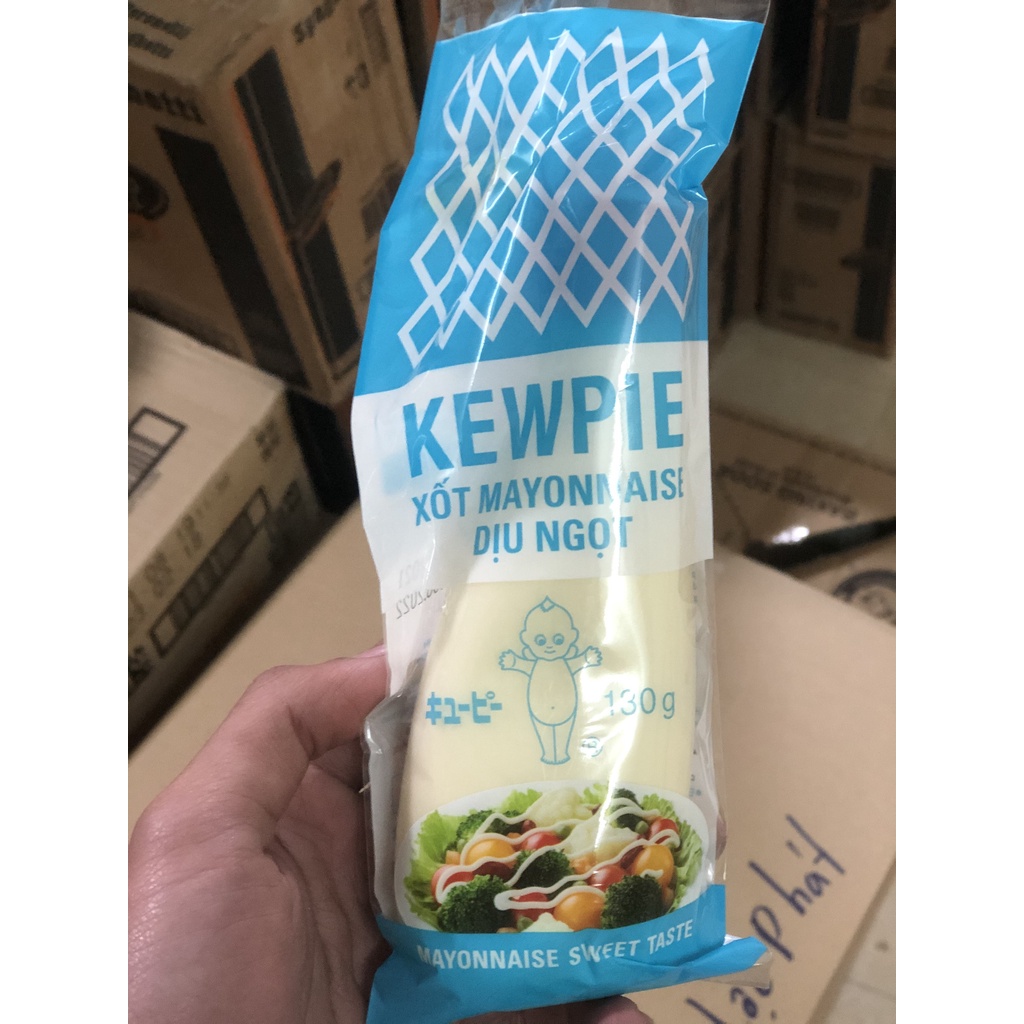 KEWPIE
XỐT MAYONNAISE
DỊU NGỌT
キユーピー
130g
MAYONNAISE SWEET TASTE